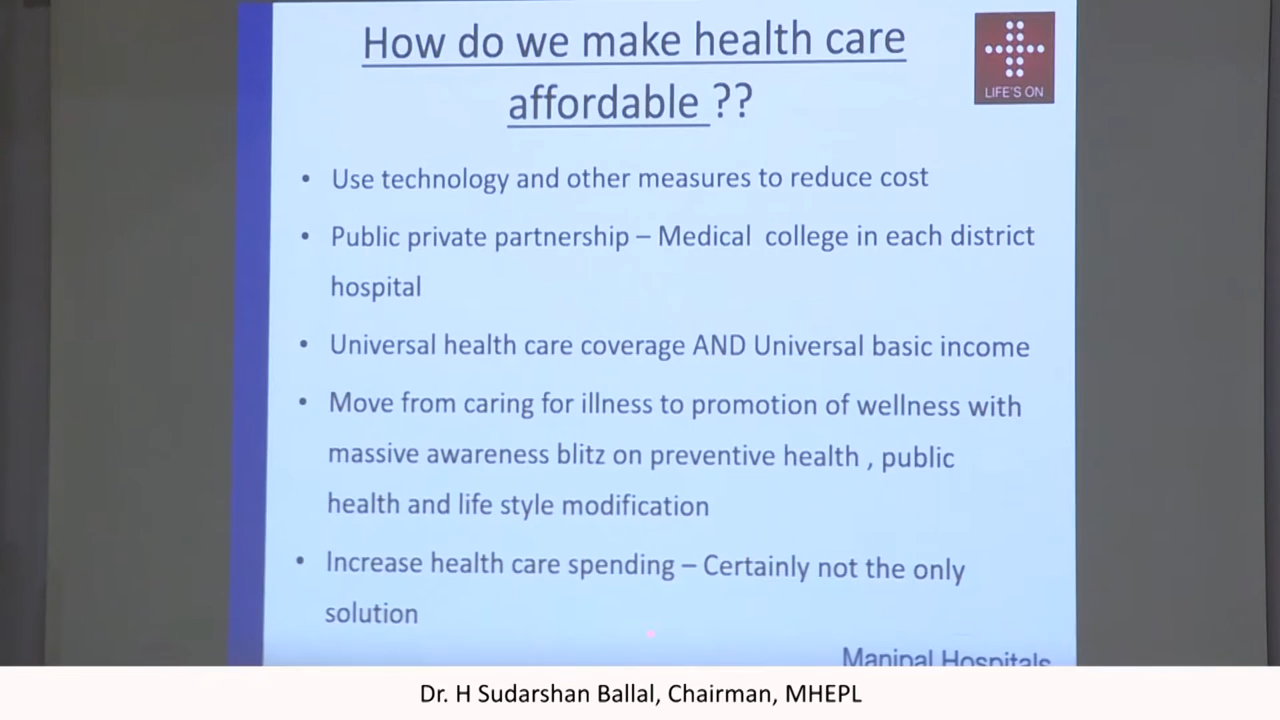 How do we make health care
affordable ??
LIFE'S ON
• Use technology and other measures to reduce cost
• Public private partnership – Medical college in each district
hospital
• Universal health care coverage AND Universal basic income
• Move from caring for illness to promotion of wellness with
massive awareness blitz on preventive health , public
health and life style modification
• Increase health care spending – Certainly not the only
solution
Manipal Hospitals
Dr. H Sudarshan Ballal, Chairman, MHEPL